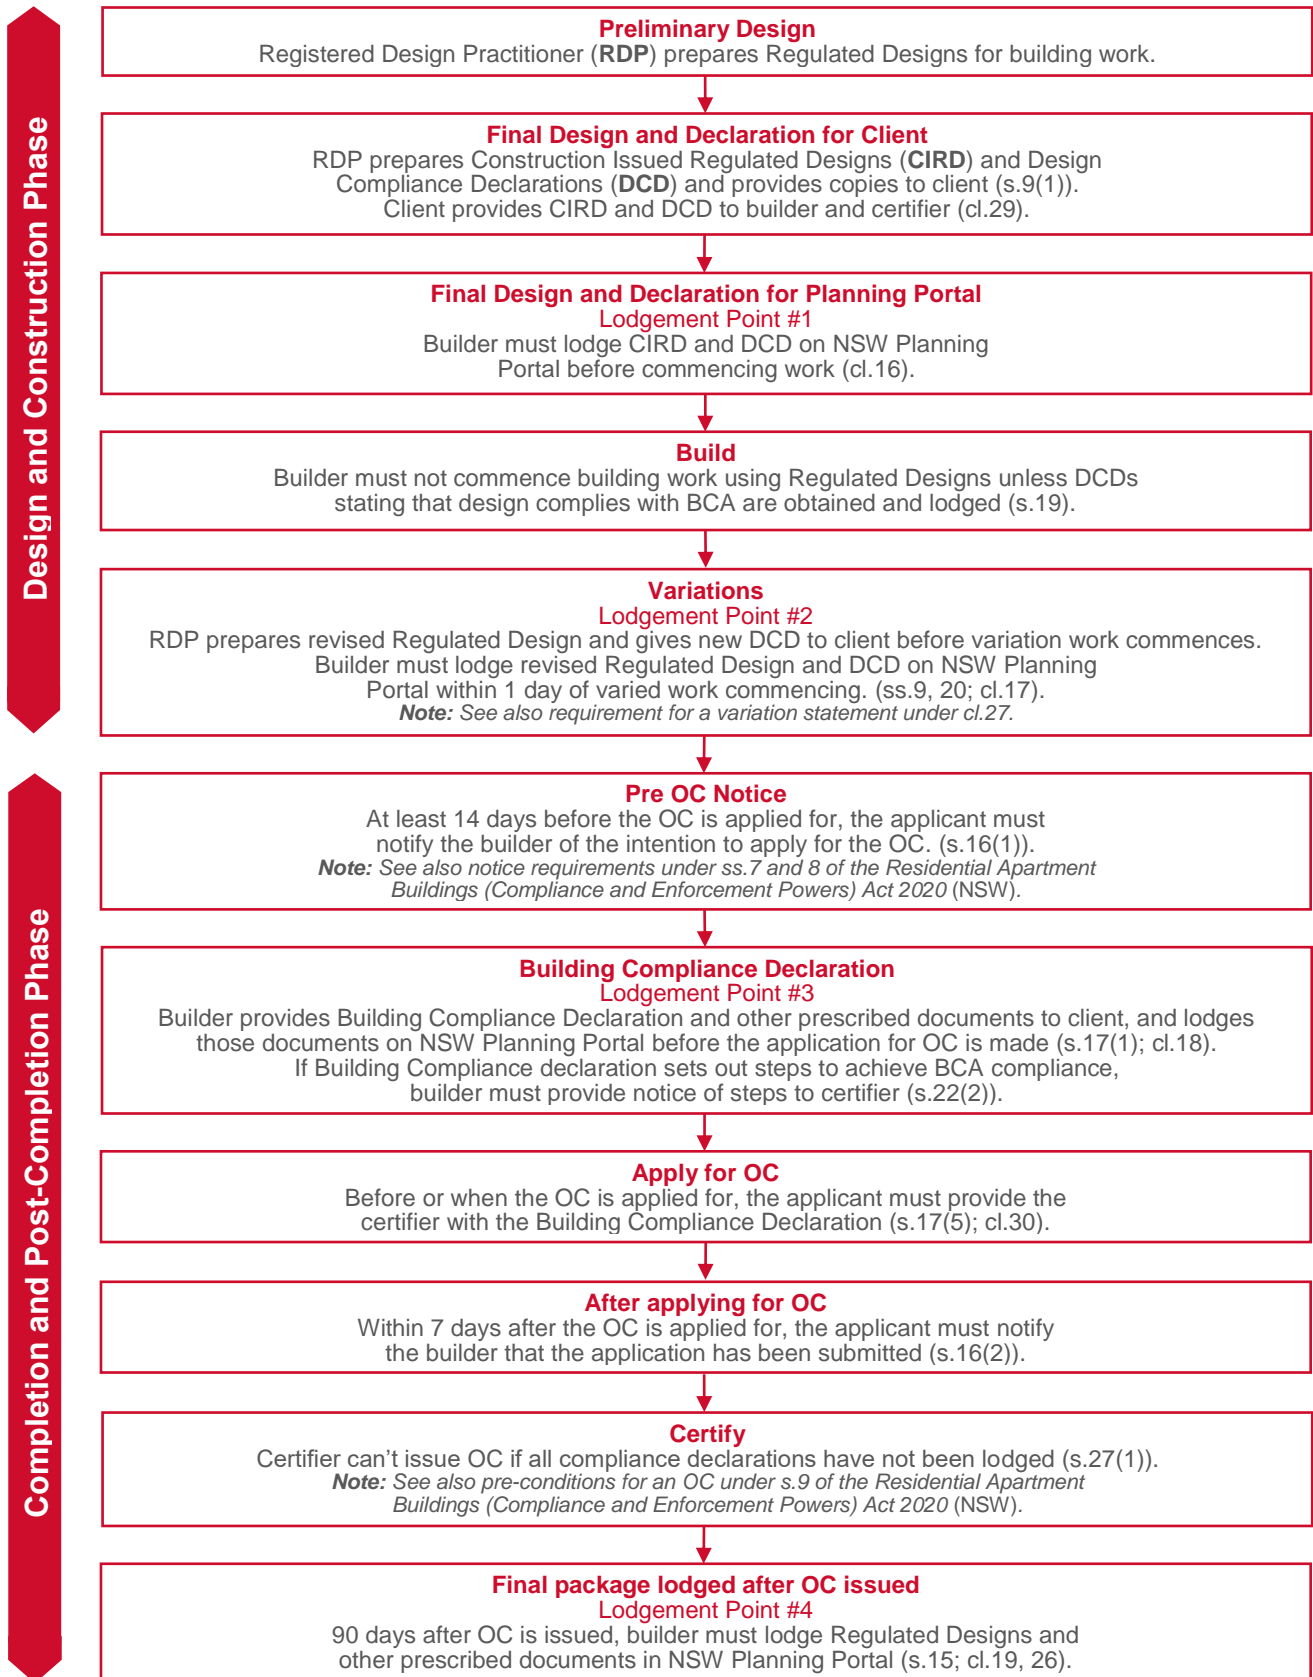 Design and Construction Phase
Preliminary Design
Registered Design Practitioner (RDP) prepares Regulated Designs for building work.
Final Design and Declaration for Client
RDP prepares Construction Issued Regulated Designs (CIRD) and Design
Compliance Declarations (DCD) and provides copies to client (s.9(1)).
Client provides CIRD and DCD to builder and certifier (cl.29).
Final Design and Declaration for Planning Portal
Lodgement Point #1
Builder must lodge CIRD and DCD on NSW Planning
Portal before commencing work (cl.16).
Build
Builder must not commence building work using Regulated Designs unless DCDs
stating that design complies with BCA are obtained and lodged (s.19).
Variations
Lodgement Point #2
RDP prepares revised Regulated Design and gives new DCD to client before variation work commences.
Builder must lodge revised Regulated Design and DCD on NSW Planning
Portal within 1 day of varied work commencing. (ss.9, 20; cl.17).
Note: See also requirement for a variation statement under cl.27.
Completion and Post-Completion Phase
Pre OC Notice
At least 14 days before the OC is applied for, the applicant must
notify the builder of the intention to apply for the OC. (s.16(1)).
Note: See also notice requirements under ss.7 and 8 of the Residential Apartment
Buildings (Compliance and Enforcement Powers) Act 2020 (NSW).
Building Compliance Declaration
Lodgement Point #3
Builder provides Building Compliance Declaration and other prescribed documents to client, and lodges
those documents on NSW Planning Portal before the application for OC is made (s.17(1); cl.18).
If Building Compliance declaration sets out steps to achieve BCA compliance,
builder must provide notice of steps to certifier (s.22(2)).
Apply for OC
Before or when the OC is applied for, the applicant must provide the
certifier with the Building Compliance Declaration (s.17(5); cl.30).
After applying for OC
Within 7 days after the OC is applied for, the applicant must notify
the builder that the application has been submitted (s.16(2)).
Certify
Certifier can't issue OC if all compliance declarations have not been lodged (s.27(1)).
Note: See also pre-conditions for an OC under s.9 of the Residential Apartment
Buildings (Compliance and Enforcement Powers) Act 2020 (NSW).
Final package lodged after OC issued
Lodgement Point #4
90 days after OC is issued, builder must lodge Regulated Designs and
other prescribed documents in NSW Planning Portal (s.15; cl.19, 26).